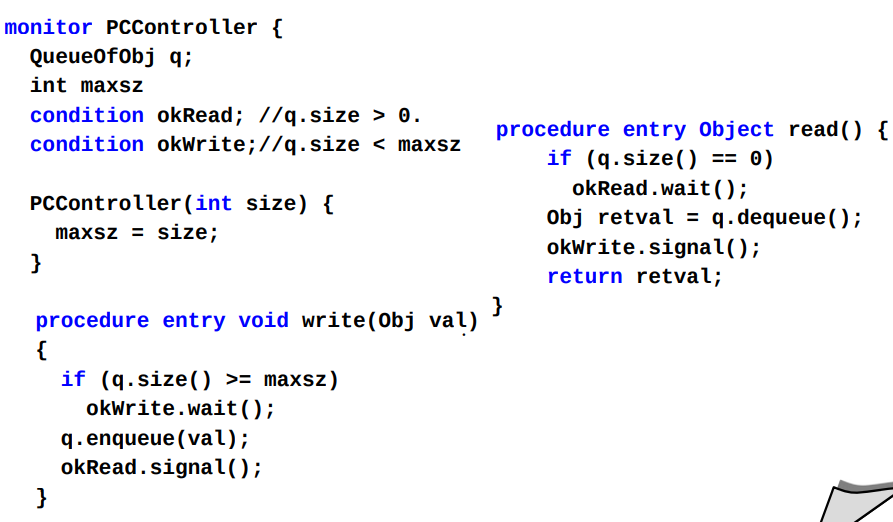 monitor PCController {
QueueOfObj q;
int maxsz
condition okRead; //q.size > 0.
condition okWrite;//q.size < maxsz
PCController(int size) {
maxsz = size;
}
procedure entry void write(Obj val)
{
if (q.size() >= maxsz)
okWrite.wait();
q.enqueue(val);
okRead.signal();
}
procedure entry Object read() {
if (q.size() == 0)
okRead.wait();
Obj retval = q.dequeue();
okWrite.signal();
return retval;
}